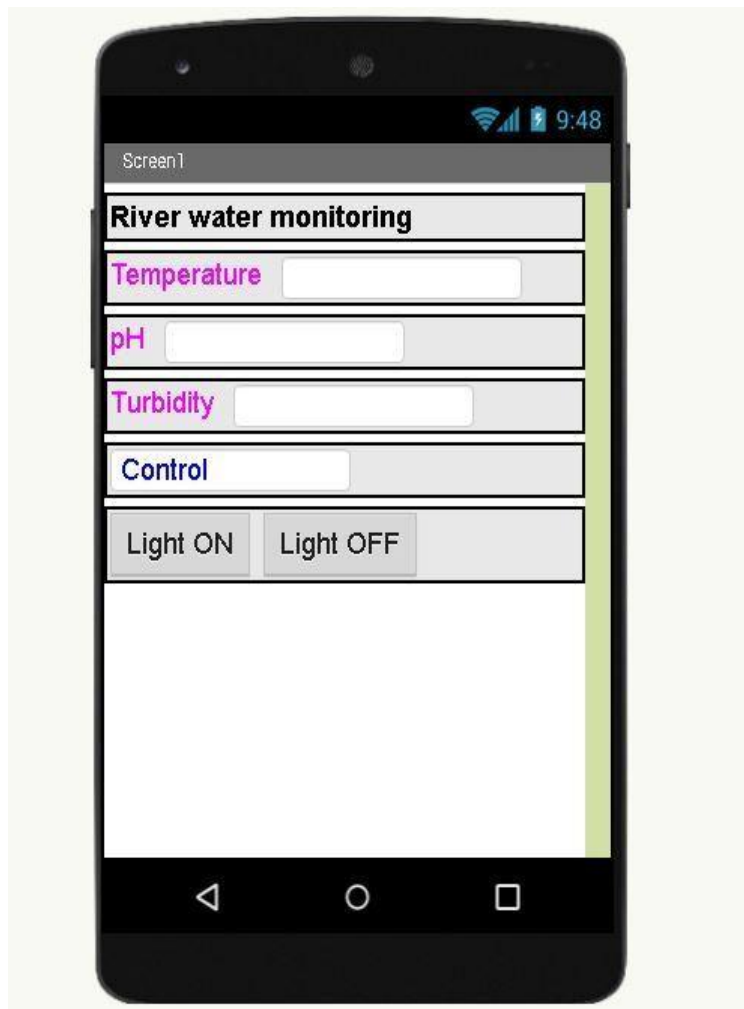 9:48
Screen1
River water monitoring
Temperature
pH
Turbidity
Control
Light ON Light OFF